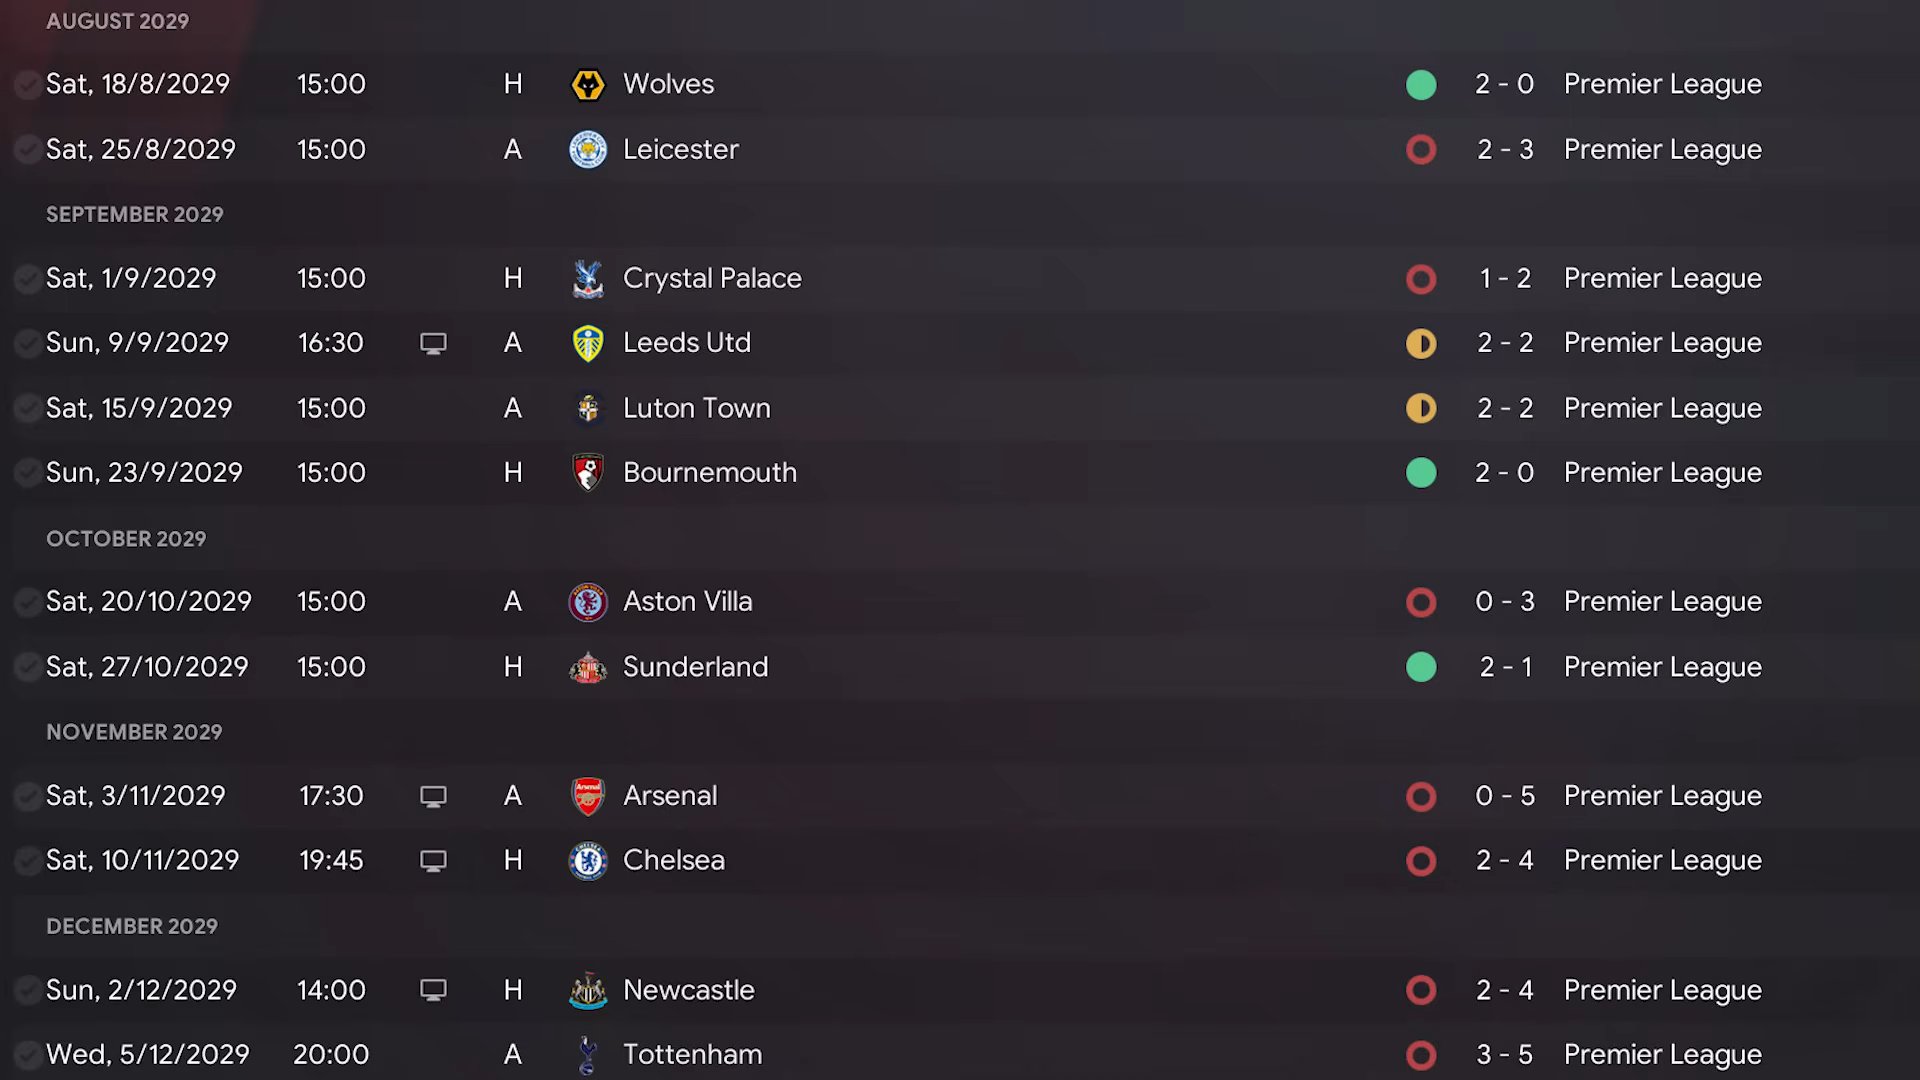 AUGUST 2029
Sat, 18/8/2029 15:00 H Wolves 2 - 0 Premier League
Sat, 25/8/2029 15:00 A Leicester 2 - 3 Premier League
SEPTEMBER 2029
Sat, 1/9/2029 15:00 H Crystal Palace 1 - 2 Premier League
Sun, 9/9/2029 16:30 A Leeds Utd 2 - 2 Premier League
Sat, 15/9/2029 15:00 A Luton Town 2 - 2 Premier League
Sun, 23/9/2029 15:00 H Bournemouth 2 - 0 Premier League
OCTOBER 2029
Sat, 20/10/2029 15:00 A Aston Villa 0 - 3 Premier League
Sat, 27/10/2029 15:00 H Sunderland 2 - 1 Premier League
NOVEMBER 2029
Sat, 3/11/2029 17:30 A Arsenal 0 - 5 Premier League
Sat, 10/11/2029 19:45 H Chelsea 2 - 4 Premier League
DECEMBER 2029
Sun, 2/12/2029 14:00 H Newcastle 2 - 4 Premier League
Wed, 5/12/2029 20:00 A Tottenham 3 - 5 Premier League